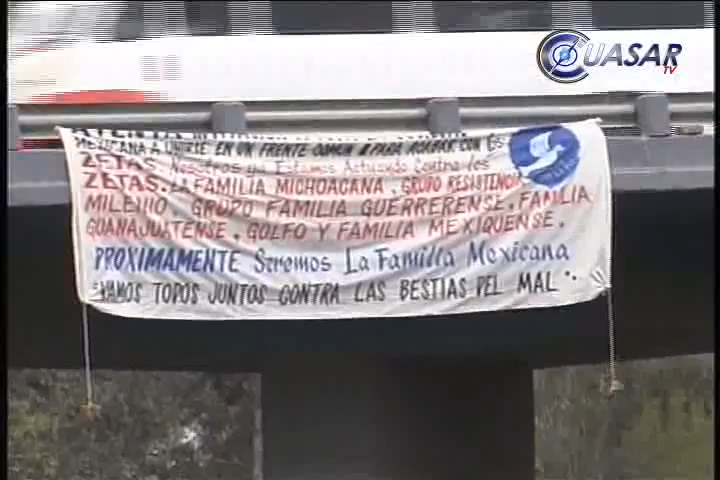 CUASAR TV
MEXICANA A UNIRSE EN UN FRENTE COMUN PARA ACABAR CON
ZETAS. Nosotros ya Estamos Actuando Contra los
ZETAS. LA FAMILIA MICHOACANA. GRUPO RESISTENCIA
MILENIO GRUPO FAMILIA GUERRERENSE. FAMILIA
GUANAJUATENSE. GOLFO Y FAMILIA MEXIQUENSE.
PROXIMAMENTE Seremos La Familia Mexicana
"VAMOS TODOS JUNTOS CONTRA LAS BESTIAS DEL MAL".